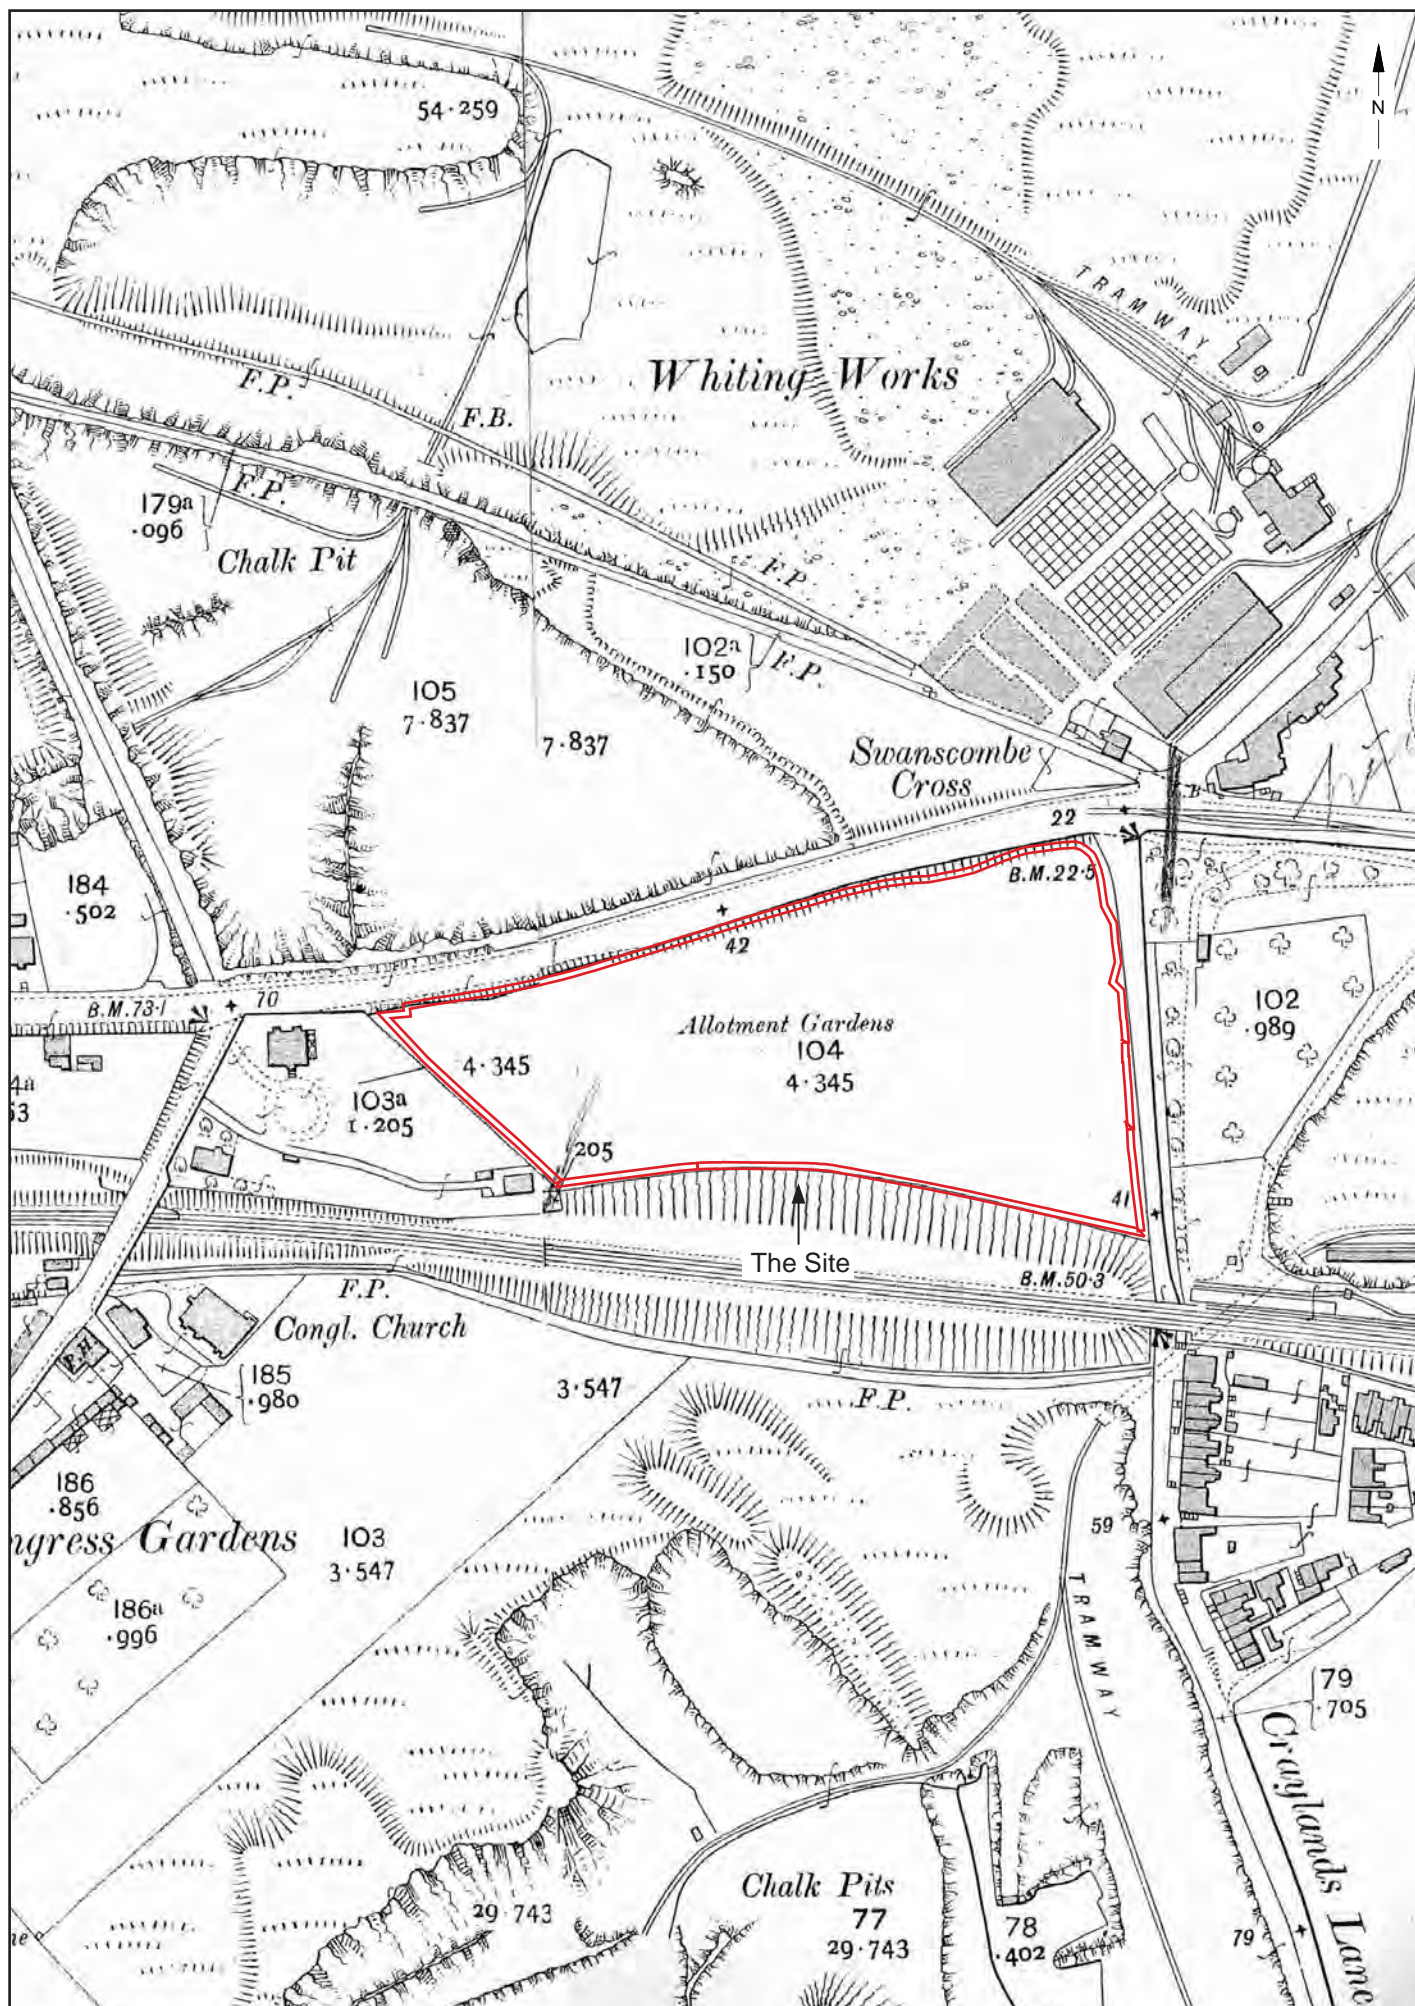 54·259
N
TRAMWAY
Whiting Works
F.P.
F.B.
179a
·096
F.P.
Chalk Pit
F.P.
102a
·150
F.P.
105
7·837
7·837
Swanscombe
Cross
22
B.M.22·5
184
·502
42
B.M.73·1
70
102
·989
Allotment Gardens
104
4·345
4·345
103a
1·205
205
41
The Site
B.M.50·3
F.P.
Congl. Church
P.H.
185
·980
3·547
F.P.
186
·856
ngress Gardens
103
3·547
59
186a
·996
TRAMWAY
79
·705
Craylands Lane
Chalk Pits
77
29·743
29·743
78
·402
79